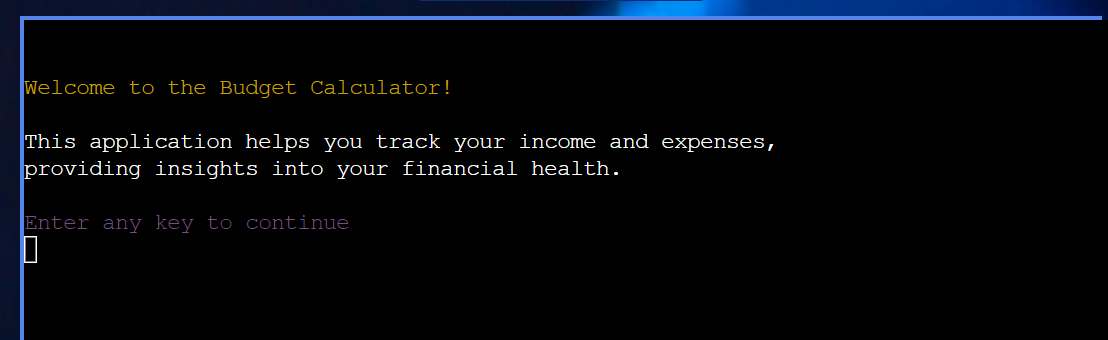 Welcome to the Budget Calculator!
This application helps you track your income and expenses,
providing insights into your financial health.
Enter any key to continue